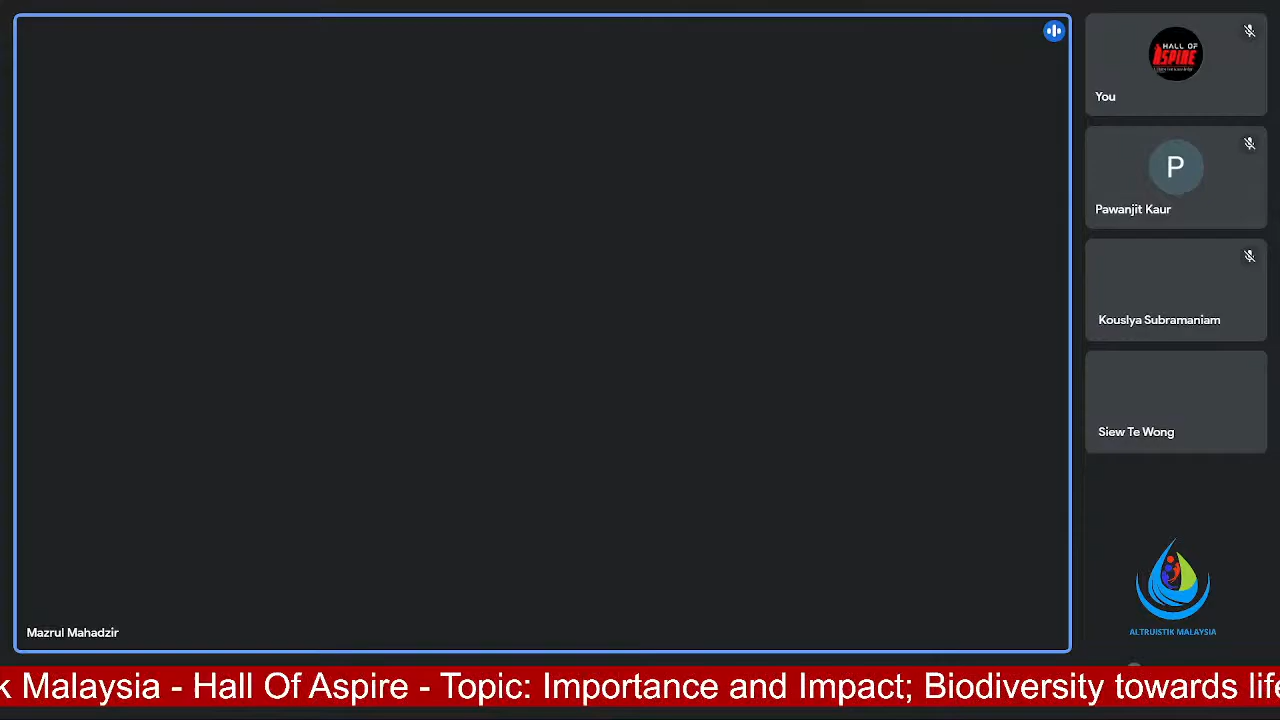 HALL OF
ASPIRE
You
P
Pawanjit Kaur
Kouslya Subramaniam
Siew Te Wong
Mazrul Mahadzir
ALTRUISTIK MALAYSIA
k Malaysia - Hall Of Aspire - Topic: Importance and Impact; Biodiversity towards life